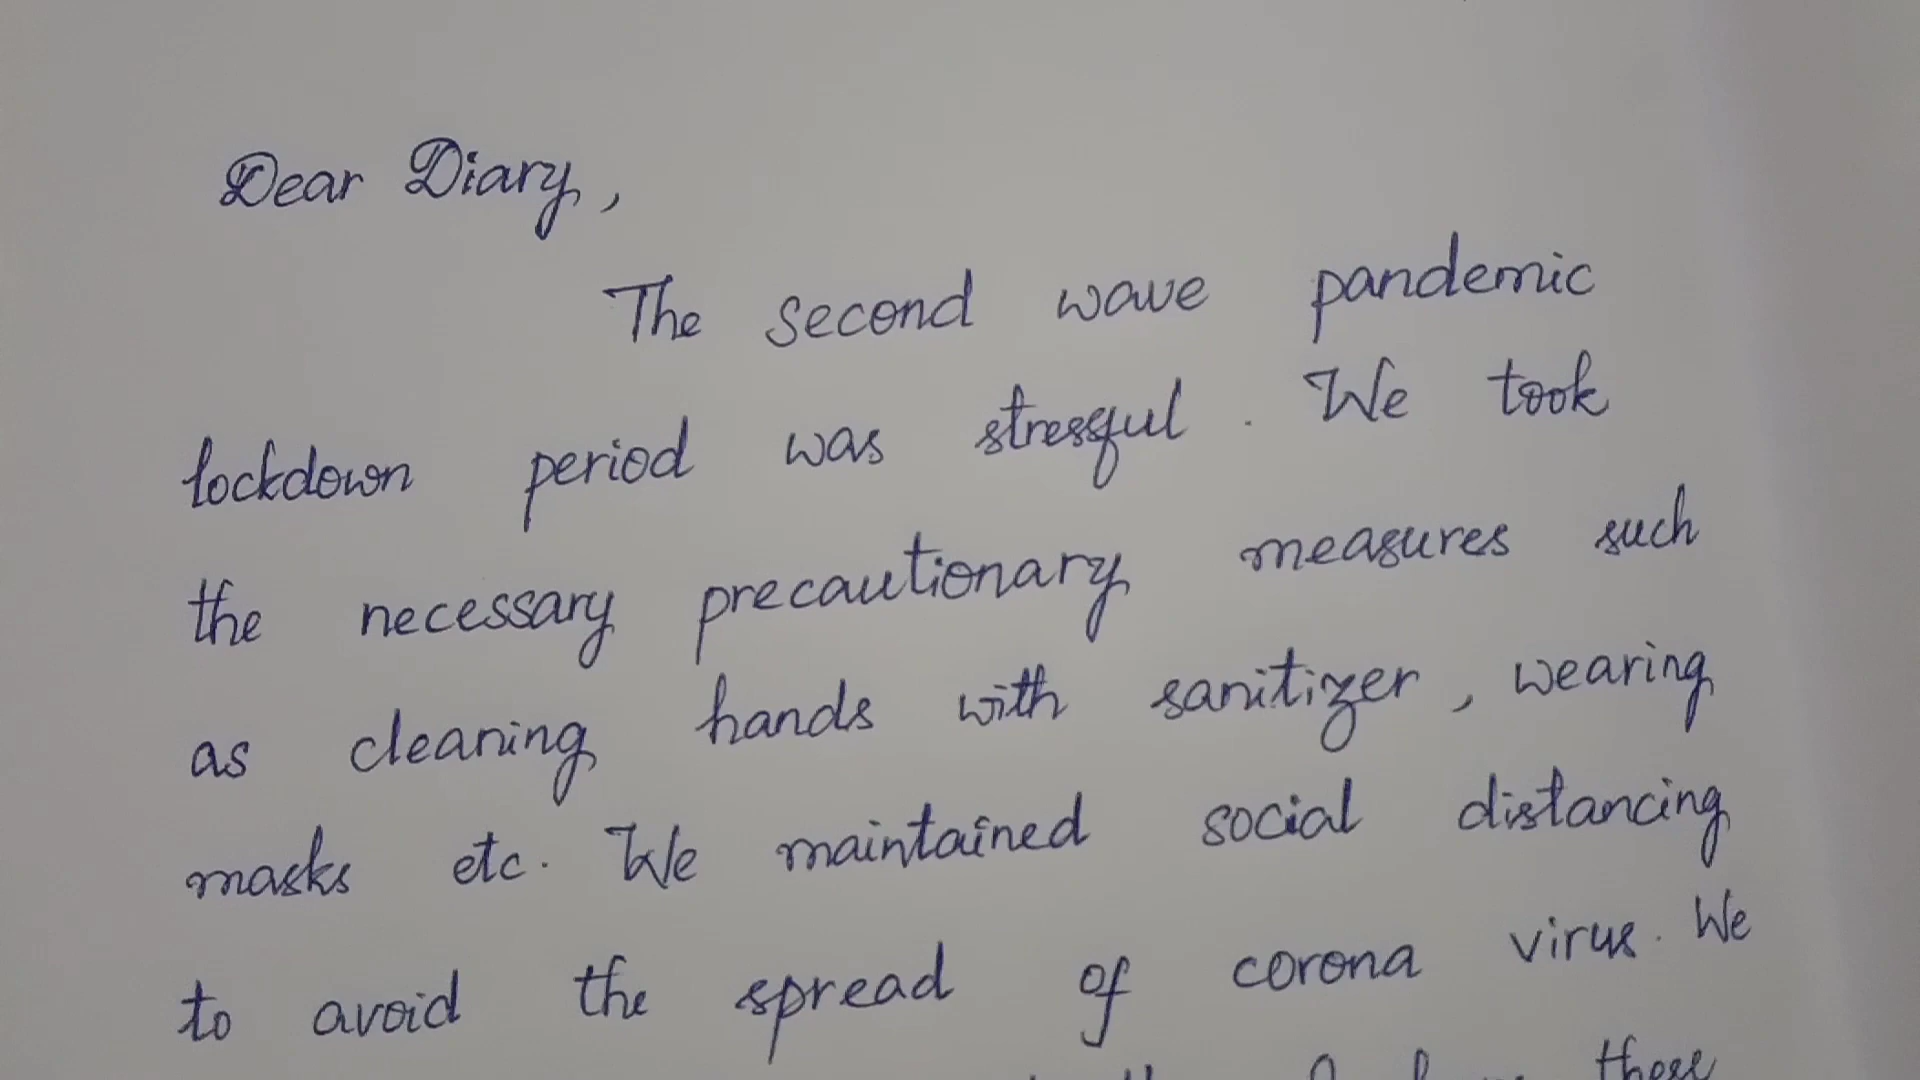 Dear Diary,
The second wave pandemic
lockdown period was stressful. We took
the necessary precautionary measures such
as cleaning hands with sanitizer, wearing
masks etc. We maintained social distancing
to avoid the spread of corona virus. We